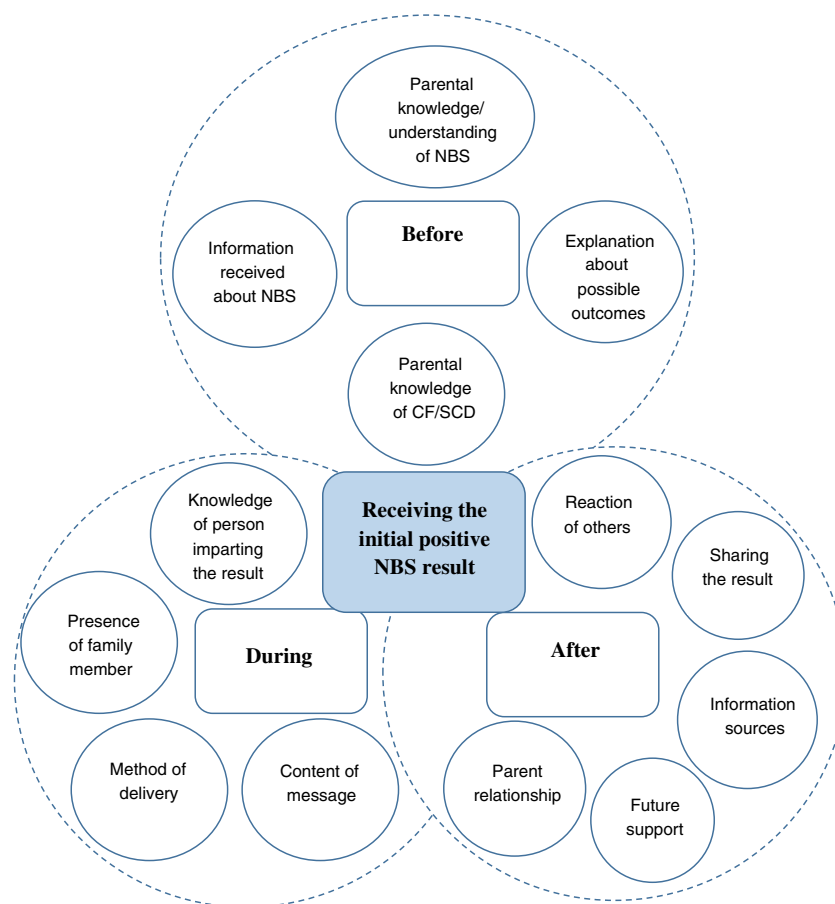 Parental
knowledge/
understanding
of NBS
Before
Information
received
about NBS
Explanation
about
possible
outcomes
Parental
knowledge
of CF/SCD
Receiving the
initial positive
NBS result
Knowledge
of person
imparting
the result
Presence
of family
member
During
Method of
delivery
Content of
message
Reaction
of others
Sharing
the result
After
Information
sources
Parent
relationship
Future
support